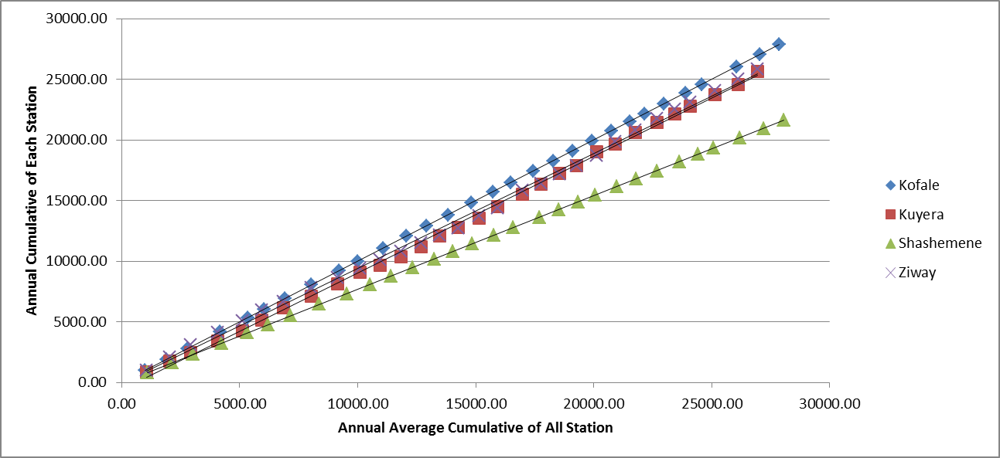 30000.00
25000.00
20000.00
15000.00
10000.00
5000.00
0.00
Annual Cumulative of Each Station
0.00 5000.00 10000.00 15000.00 20000.00 25000.00 30000.00
Annual Average Cumulative of All Station
Kofale
Kuyera
Shashemene
Ziway